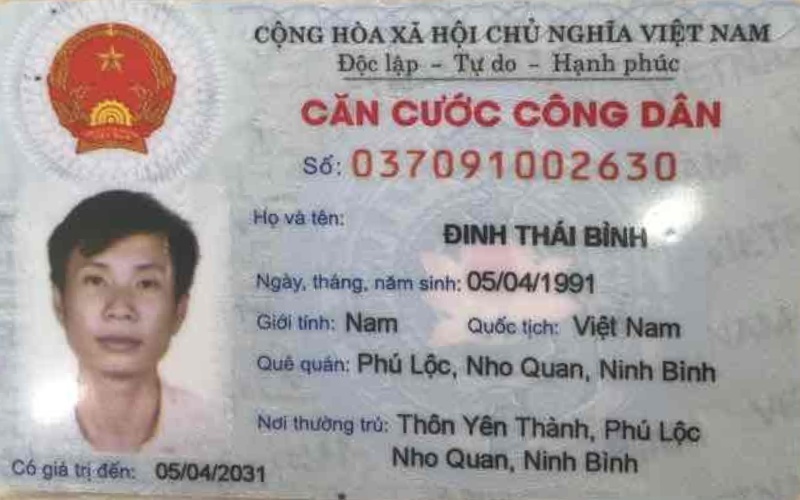 CỘNG HÒA XÃ HỘI CHỦ NGHĨA VIỆT NAM
Độc lập - Tự do - Hạnh phúc
CĂN CƯỚC CÔNG DÂN
Số: 037091002630
Họ và tên:
ĐINH THÁI BÌNH
Ngày, tháng, năm sinh: 05/04/1991
Giới tính: Nam Quốc tịch: Việt Nam
Quê quán: Phú Lộc, Nho Quan, Ninh Bình
Nơi thường trú: Thôn Yên Thành, Phú Lộc
Nho Quan, Ninh Bình
Có giá trị đến: 05/04/2031